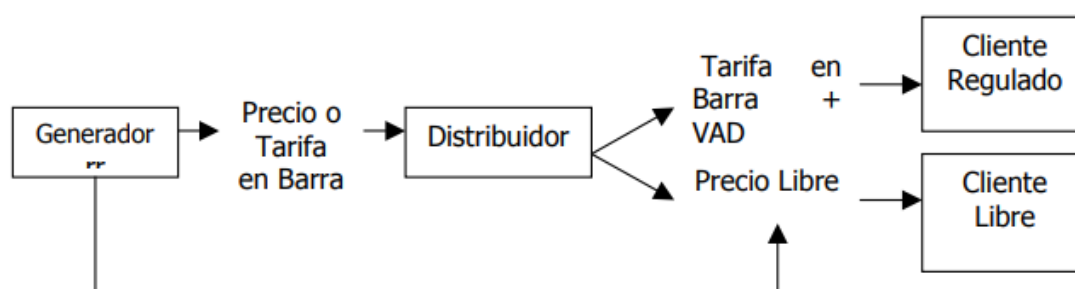 Generador
Precio o
Tarifa
en Barra
Distribuidor
Tarifa en
Barra +
VAD
Precio Libre
Cliente
Regulado
Cliente
Libre